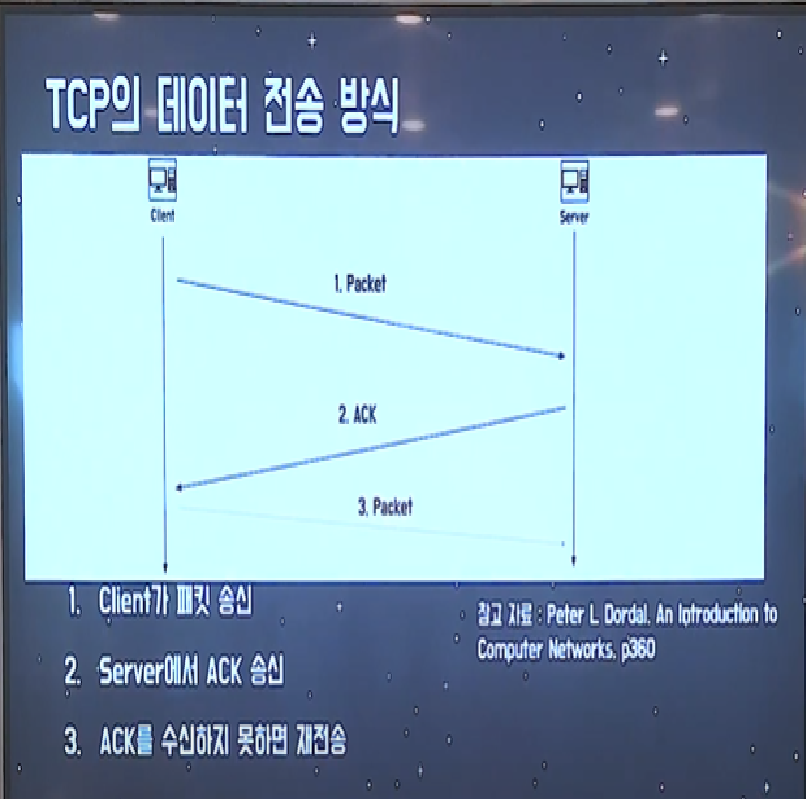 TCP의 데이터 전송 방식
Client
Server
1. Packet
2. ACK
3. Packet
1. Client가 패킷 송신
2. Server에서 ACK 송신
3. ACK를 수신하지 못하면 재전송
참고 자료 : Peter L Dordal, An Introduction to
Computer Networks, p360